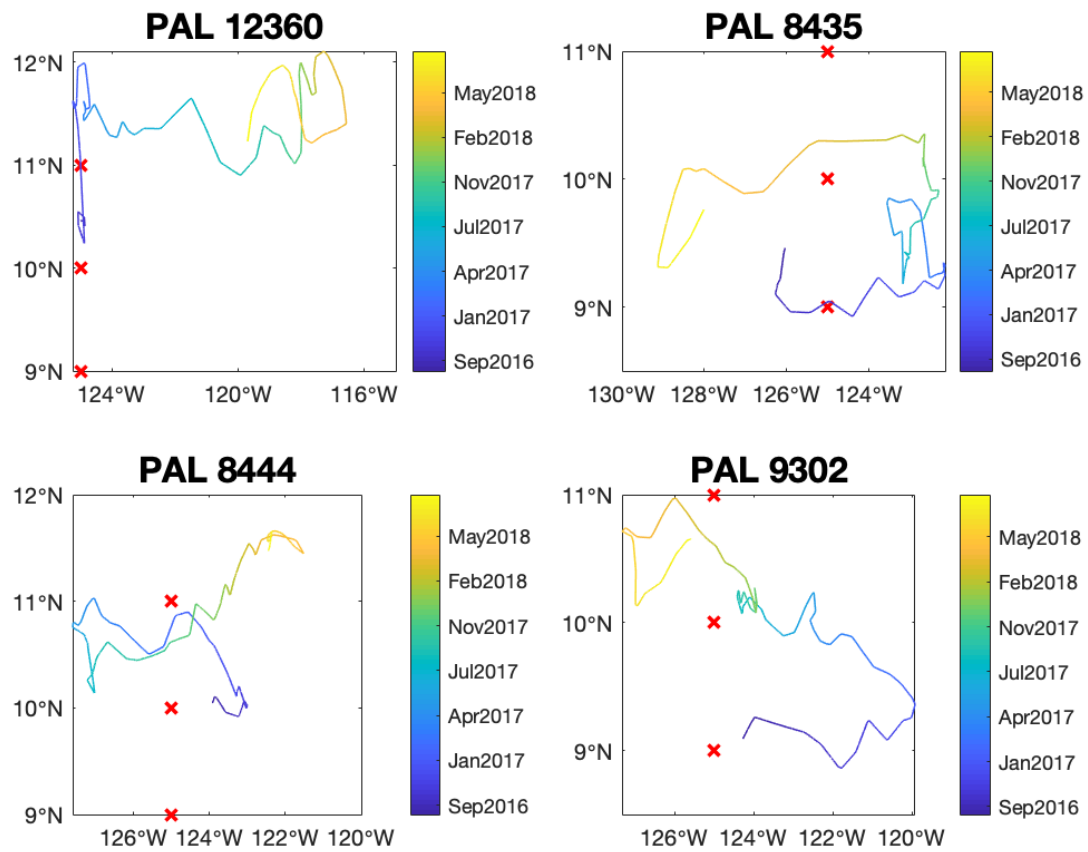 PAL 12360
12°N
11°N
10°N
9°N
124°W 120°W 116°W
May2018
Feb2018
Nov2017
Jul2017
Apr2017
Jan2017
Sep2016
PAL 8435
11°N
10°N
9°N
130°W 128°W 126°W 124°W
May2018
Feb2018
Nov2017
Jul2017
Apr2017
Jan2017
Sep2016
PAL 8444
12°N
11°N
10°N
9°N
126°W 124°W 122°W 120°W
May2018
Feb2018
Nov2017
Jul2017
Apr2017
Jan2017
Sep2016
PAL 9302
11°N
10°N
9°N
126°W 124°W 122°W 120°W
May2018
Feb2018
Nov2017
Jul2017
Apr2017
Jan2017
Sep2016